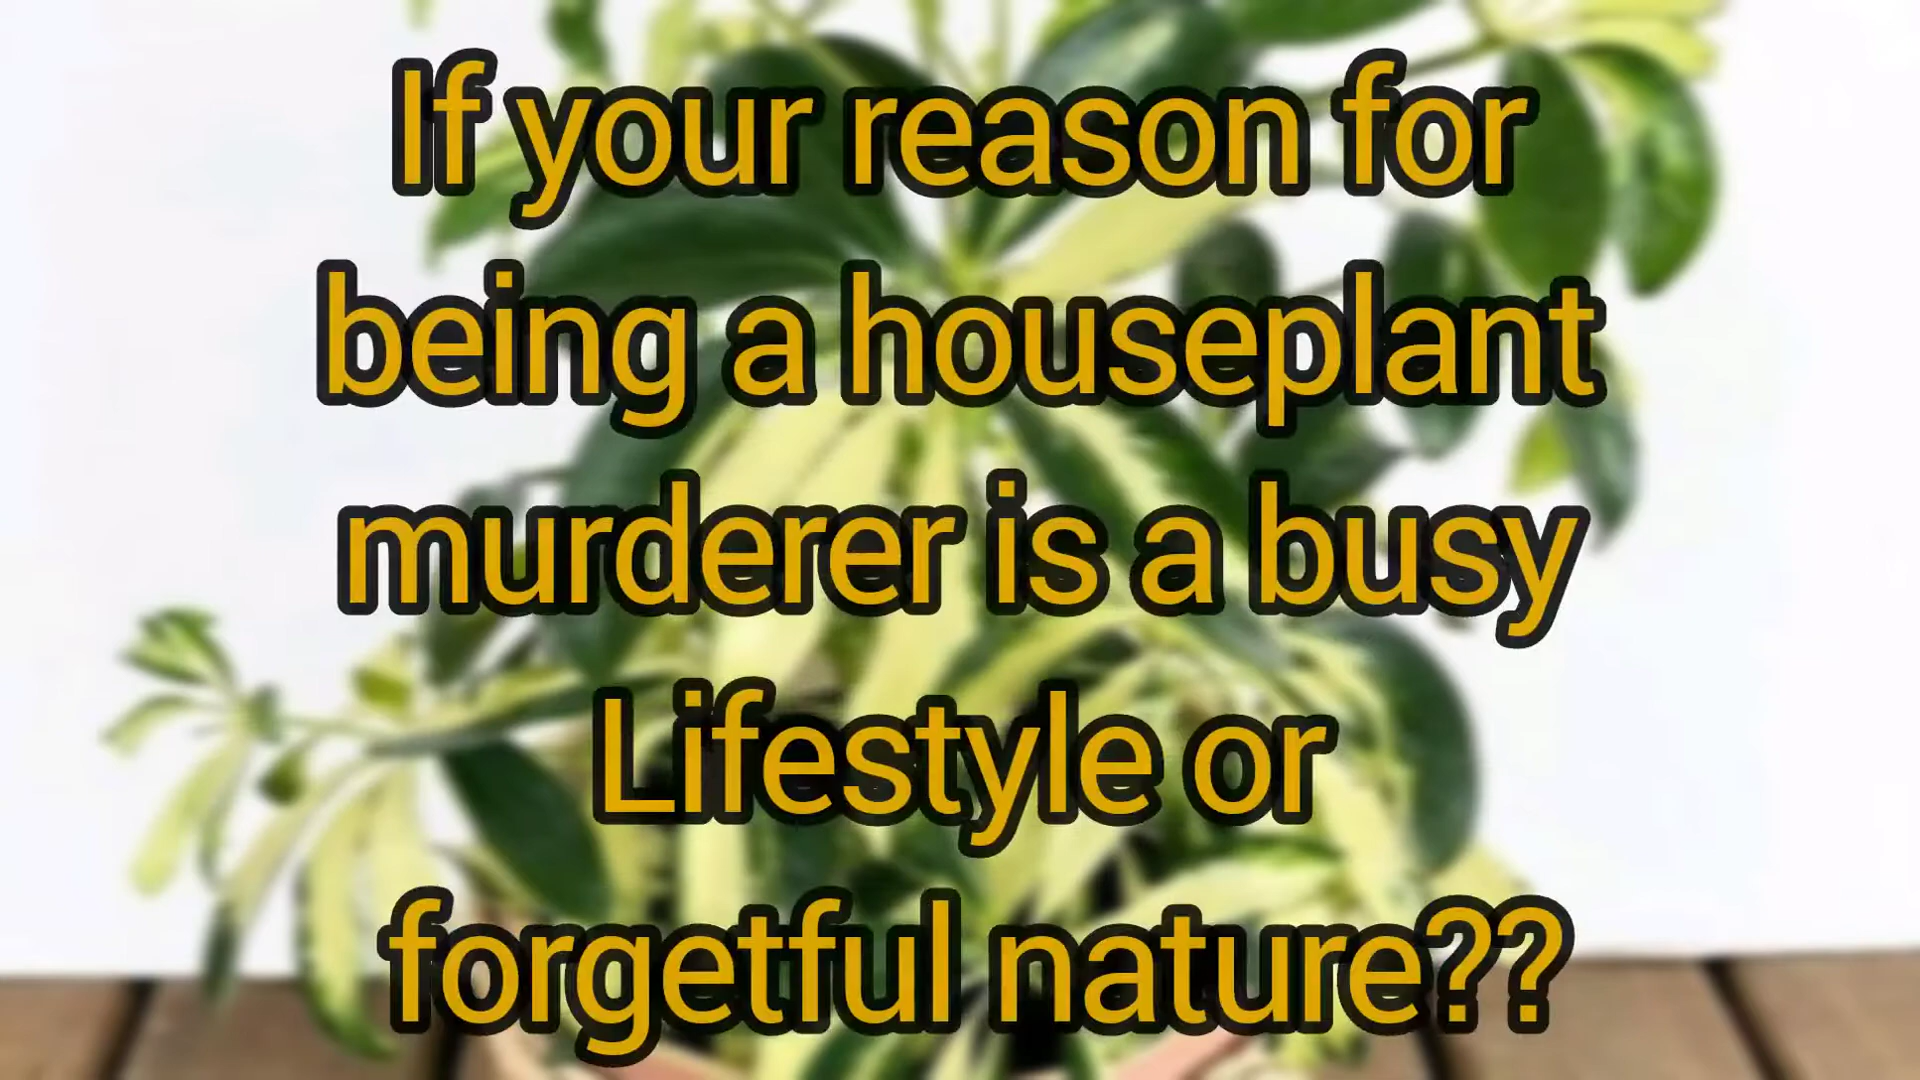 If your reason for
being a houseplant
murderer is a busy
Lifestyle or
forgetful nature??